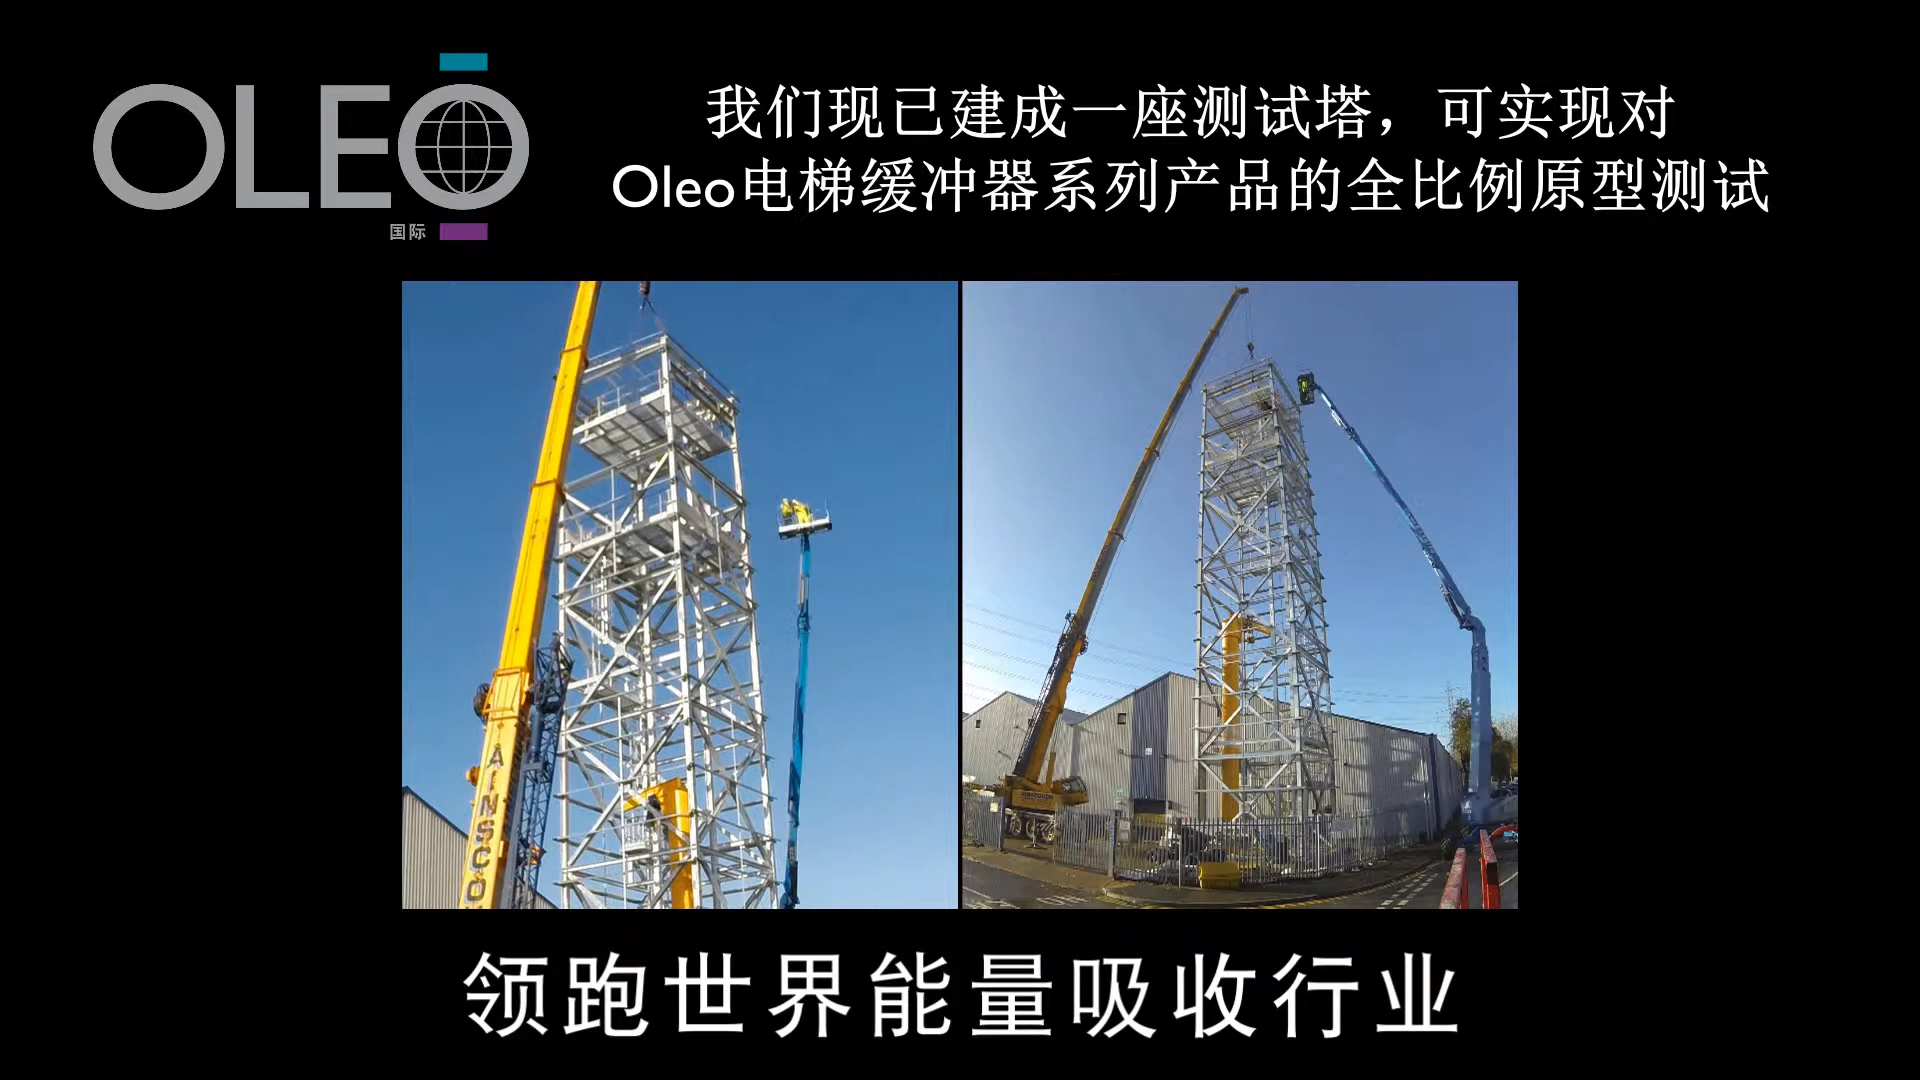 OLEO
国际
我们现已建成一座测试塔，可实现对
Oleo电梯缓冲器系列产品的全比例原型测试
AINSCO
领跑世界能量吸收行业